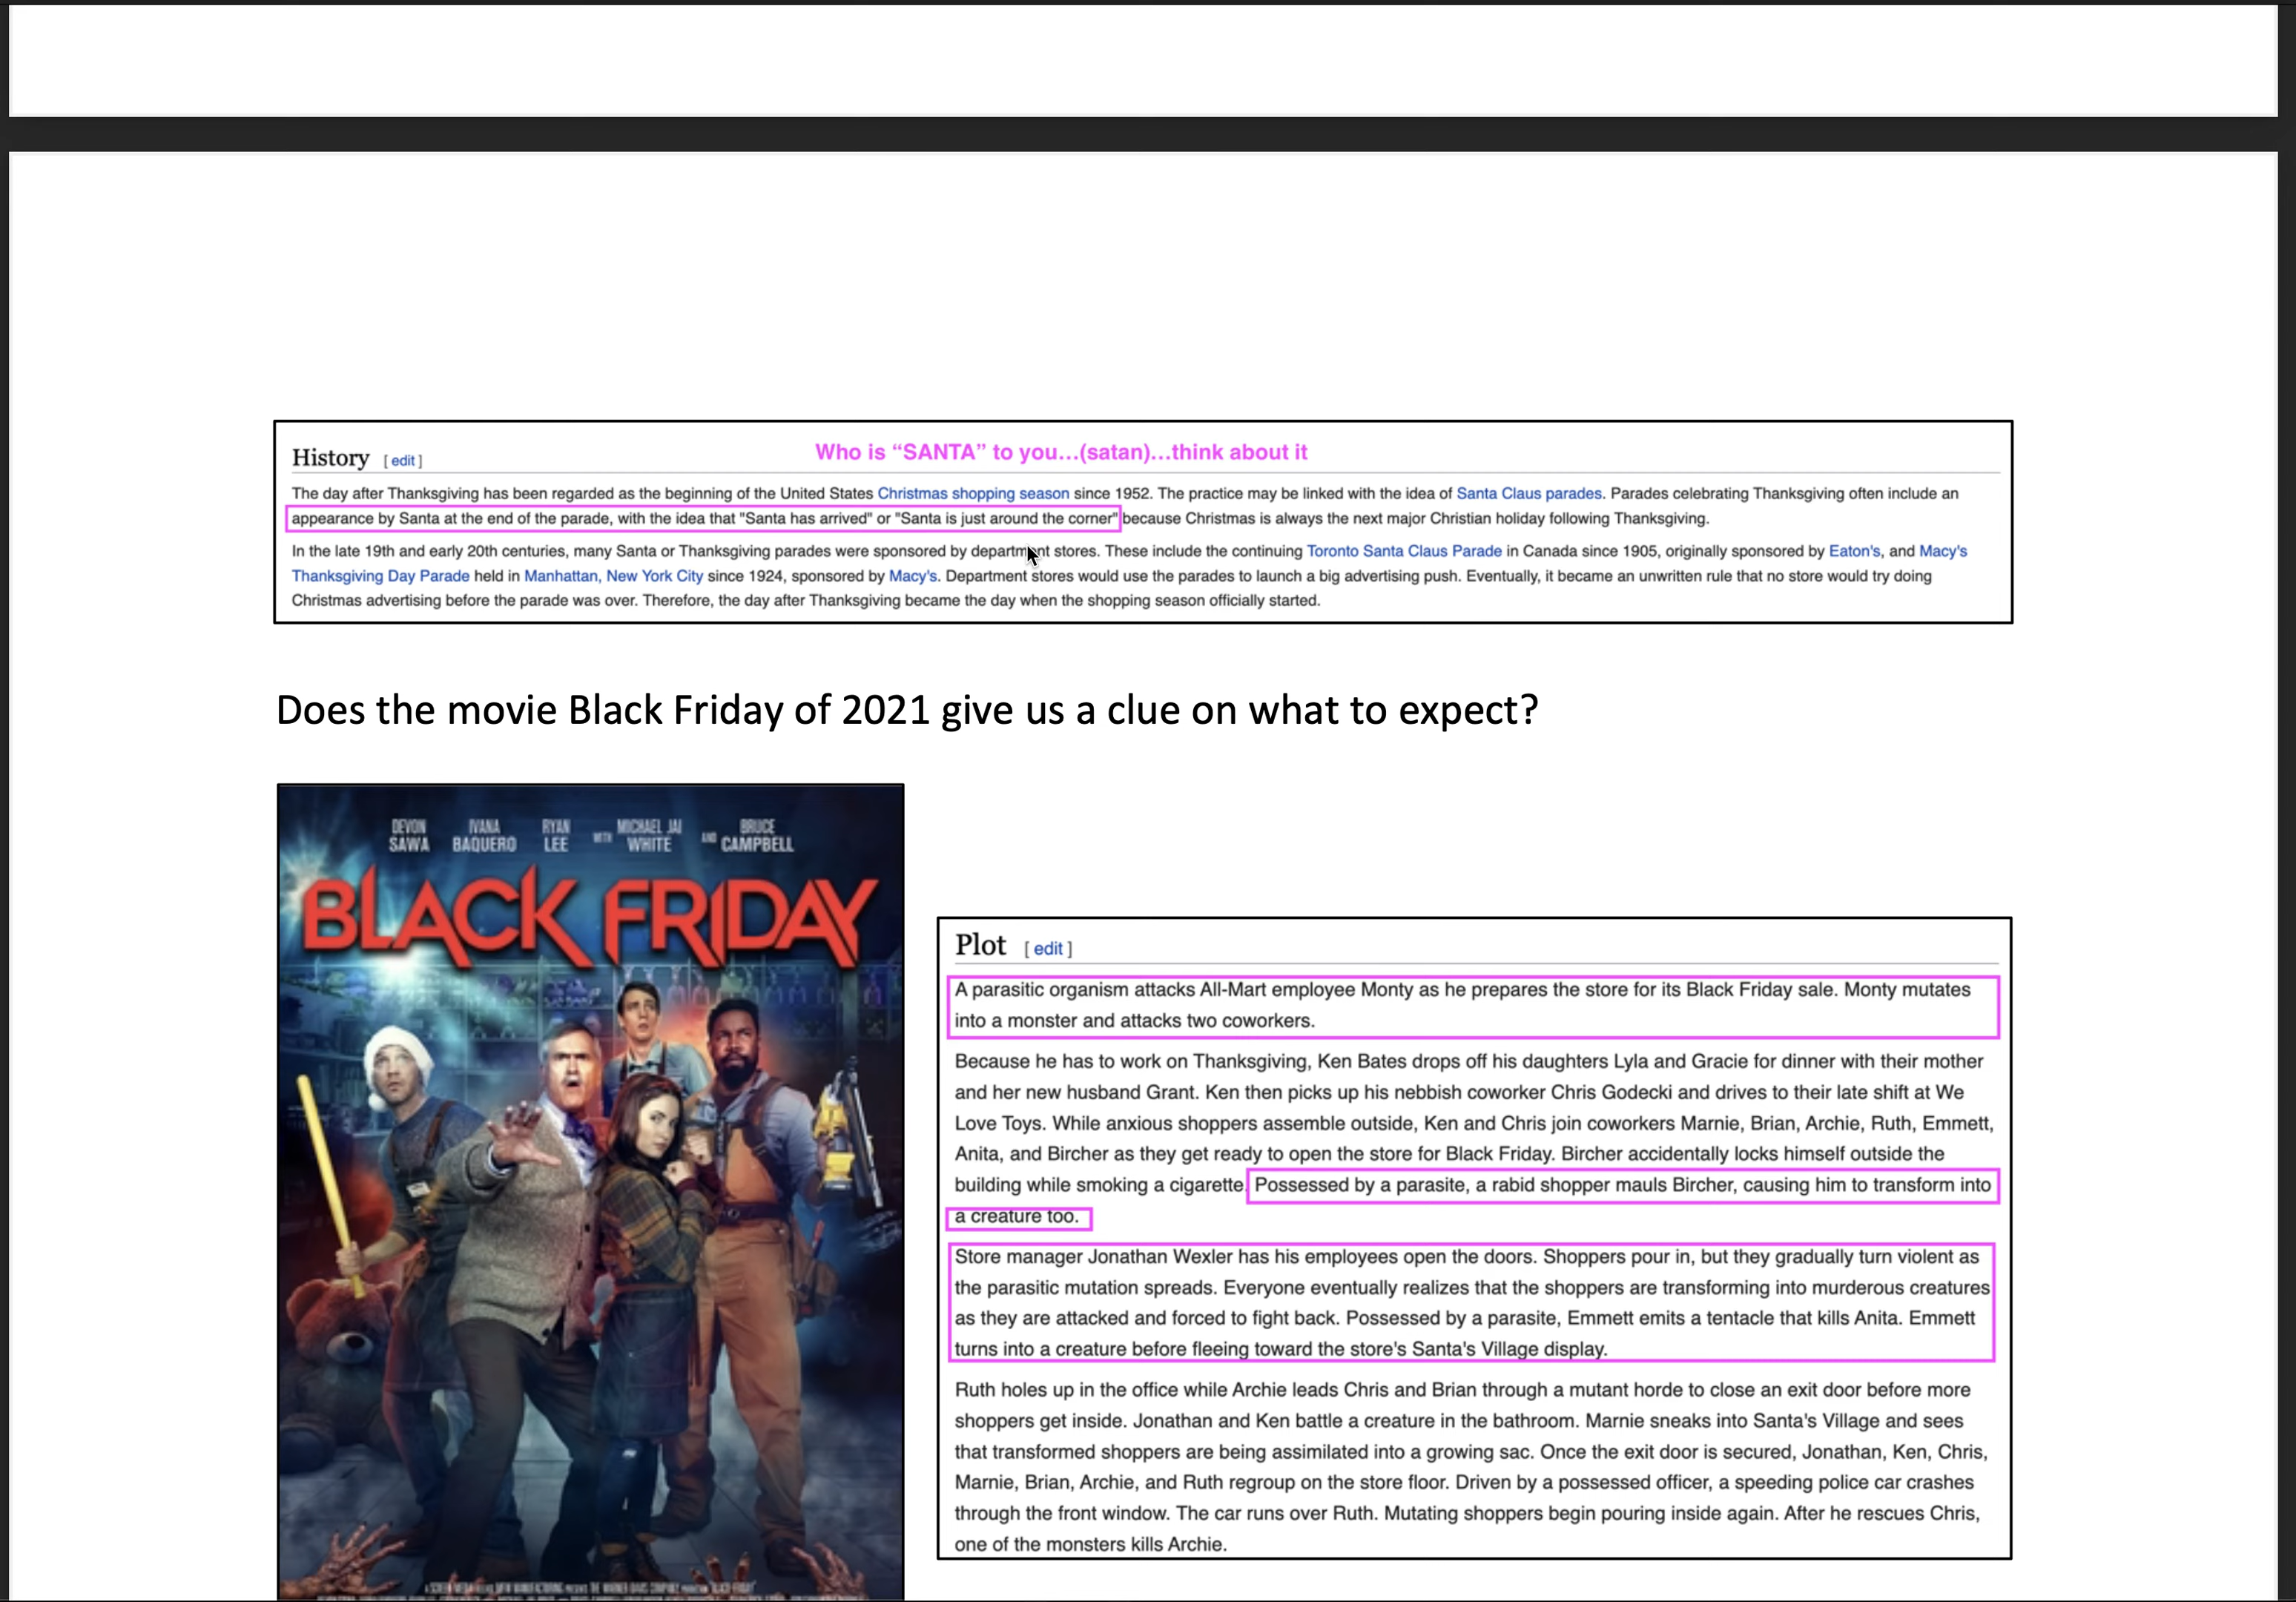 Who is “SANTA” to you...(satan)...think about it
History [ edit ]
The day after Thanksgiving has been regarded as the beginning of the United States Christmas shopping season since 1952. The practice may be linked with the idea of Santa Claus parades. Parades celebrating Thanksgiving often include an
appearance by Santa at the end of the parade, with the idea that "Santa has arrived" or "Santa is just around the corner" because Christmas is always the next major Christian holiday following Thanksgiving.
In the late 19th and early 20th centuries, many Santa or Thanksgiving parades were sponsored by department stores. These include the continuing Toronto Santa Claus Parade in Canada since 1905, originally sponsored by Eaton's, and Macy's
Thanksgiving Day Parade held in Manhattan, New York City since 1924, sponsored by Macy's. Department stores would use the parades to launch a big advertising push. Eventually, it became an unwritten rule that no store would try doing
Christmas advertising before the parade was over. Therefore, the day after Thanksgiving became the day when the shopping season officially started.
Does the movie Black Friday of 2021 give us a clue on what to expect?
DEVON SAWA IVANA BAQUERO RYAN LEE WITH MICHAEL JAI WHITE AND BRUCE CAMPBELL
BLACK FRIDAY
Plot [ edit ]
A parasitic organism attacks All-Mart employee Monty as he prepares the store for its Black Friday sale. Monty mutates
into a monster and attacks two coworkers.
Because he has to work on Thanksgiving, Ken Bates drops off his daughters Lyla and Gracie for dinner with their mother
and her new husband Grant. Ken then picks up his nebbish coworker Chris Godecki and drives to their late shift at We
Love Toys. While anxious shoppers assemble outside, Ken and Chris join coworkers Marnie, Brian, Archie, Ruth, Emmett,
Anita, and Bircher as they get ready to open the store for Black Friday. Bircher accidentally locks himself outside the
building while smoking a cigarette. Possessed by a parasite, a rabid shopper mauls Bircher, causing him to transform into
a creature too.
Store manager Jonathan Wexler has his employees open the doors. Shoppers pour in, but they gradually turn violent as
the parasitic mutation spreads. Everyone eventually realizes that the shoppers are transforming into murderous creatures
as they are attacked and forced to fight back. Possessed by a parasite, Emmett emits a tentacle that kills Anita. Emmett
turns into a creature before fleeing toward the store's Santa's Village display.
Ruth holes up in the office while Archie leads Chris and Brian through a mutant horde to close an exit door before more
shoppers get inside. Jonathan and Ken battle a creature in the bathroom. Marnie sneaks into Santa's Village and sees
that transformed shoppers are being assimilated into a growing sac. Once the exit door is secured, Jonathan, Ken, Chris,
Marnie, Brian, Archie, and Ruth regroup on the store floor. Driven by a possessed officer, a speeding police car crashes
through the front window. The car runs over Ruth. Mutating shoppers begin pouring inside again. After he rescues Chris,
one of the monsters kills Archie.